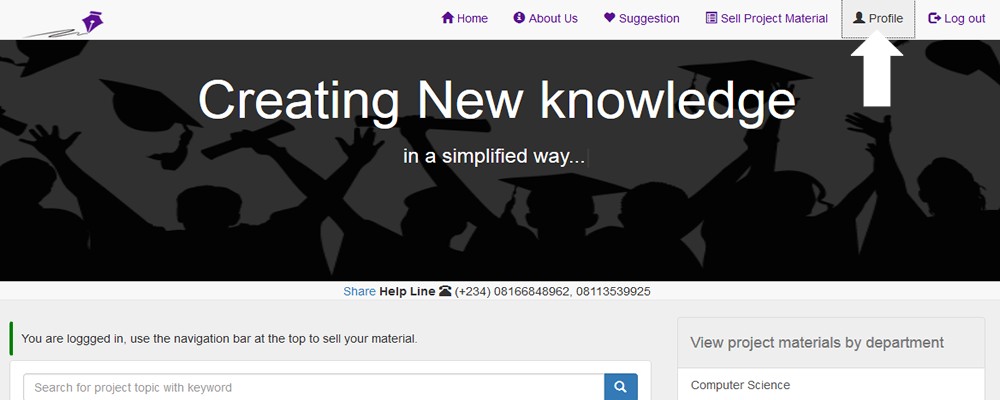 Home About Us Suggestion Sell Project Material Profile Log out
Creating New knowledge
in a simplified way...
Share Help Line (+234) 08166848962, 08113539925
You are loggged in, use the navigation bar at the top to sell your material.
View project materials by department
Search for project topic with keyword
Computer Science